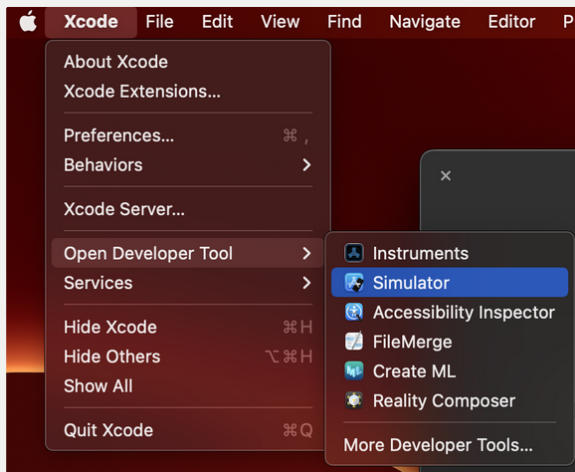 Xcode File Edit View Find Navigate Editor P
About Xcode
Xcode Extensions...
Preferences... ⌘ ,
Behaviors
Xcode Server...
Open Developer Tool
Services
Hide Xcode ⌘H
Hide Others ⌥⌘H
Show All
Quit Xcode ⌘Q
Instruments
Simulator
Accessibility Inspector
FileMerge
Create ML
Reality Composer
More Developer Tools...